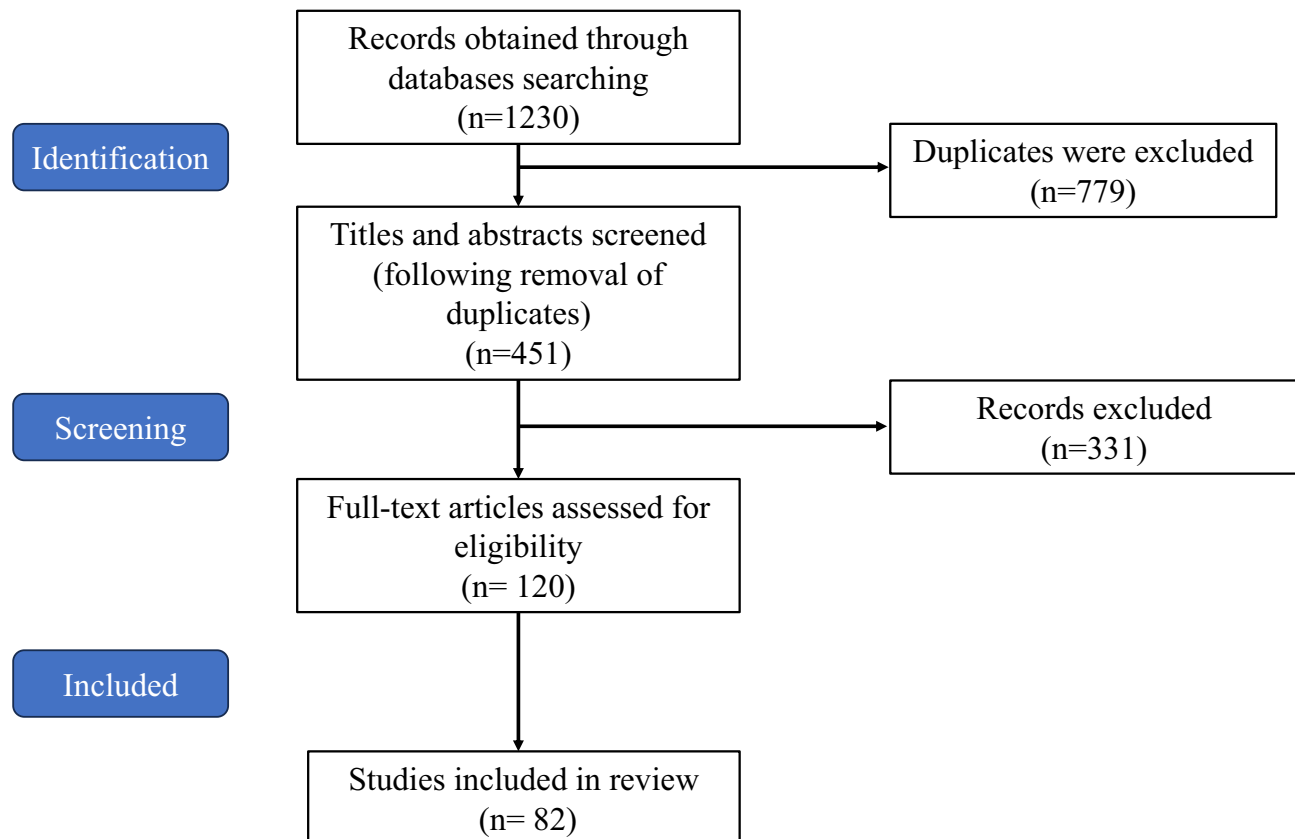 Records obtained through
databases searching
(n=1230)
Identification
Duplicates were excluded
(n=779)
Titles and abstracts screened
(following removal of
duplicates)
(n=451)
Screening
Records excluded
(n=331)
Full-text articles assessed for
eligibility
(n= 120)
Included
Studies included in review
(n= 82)